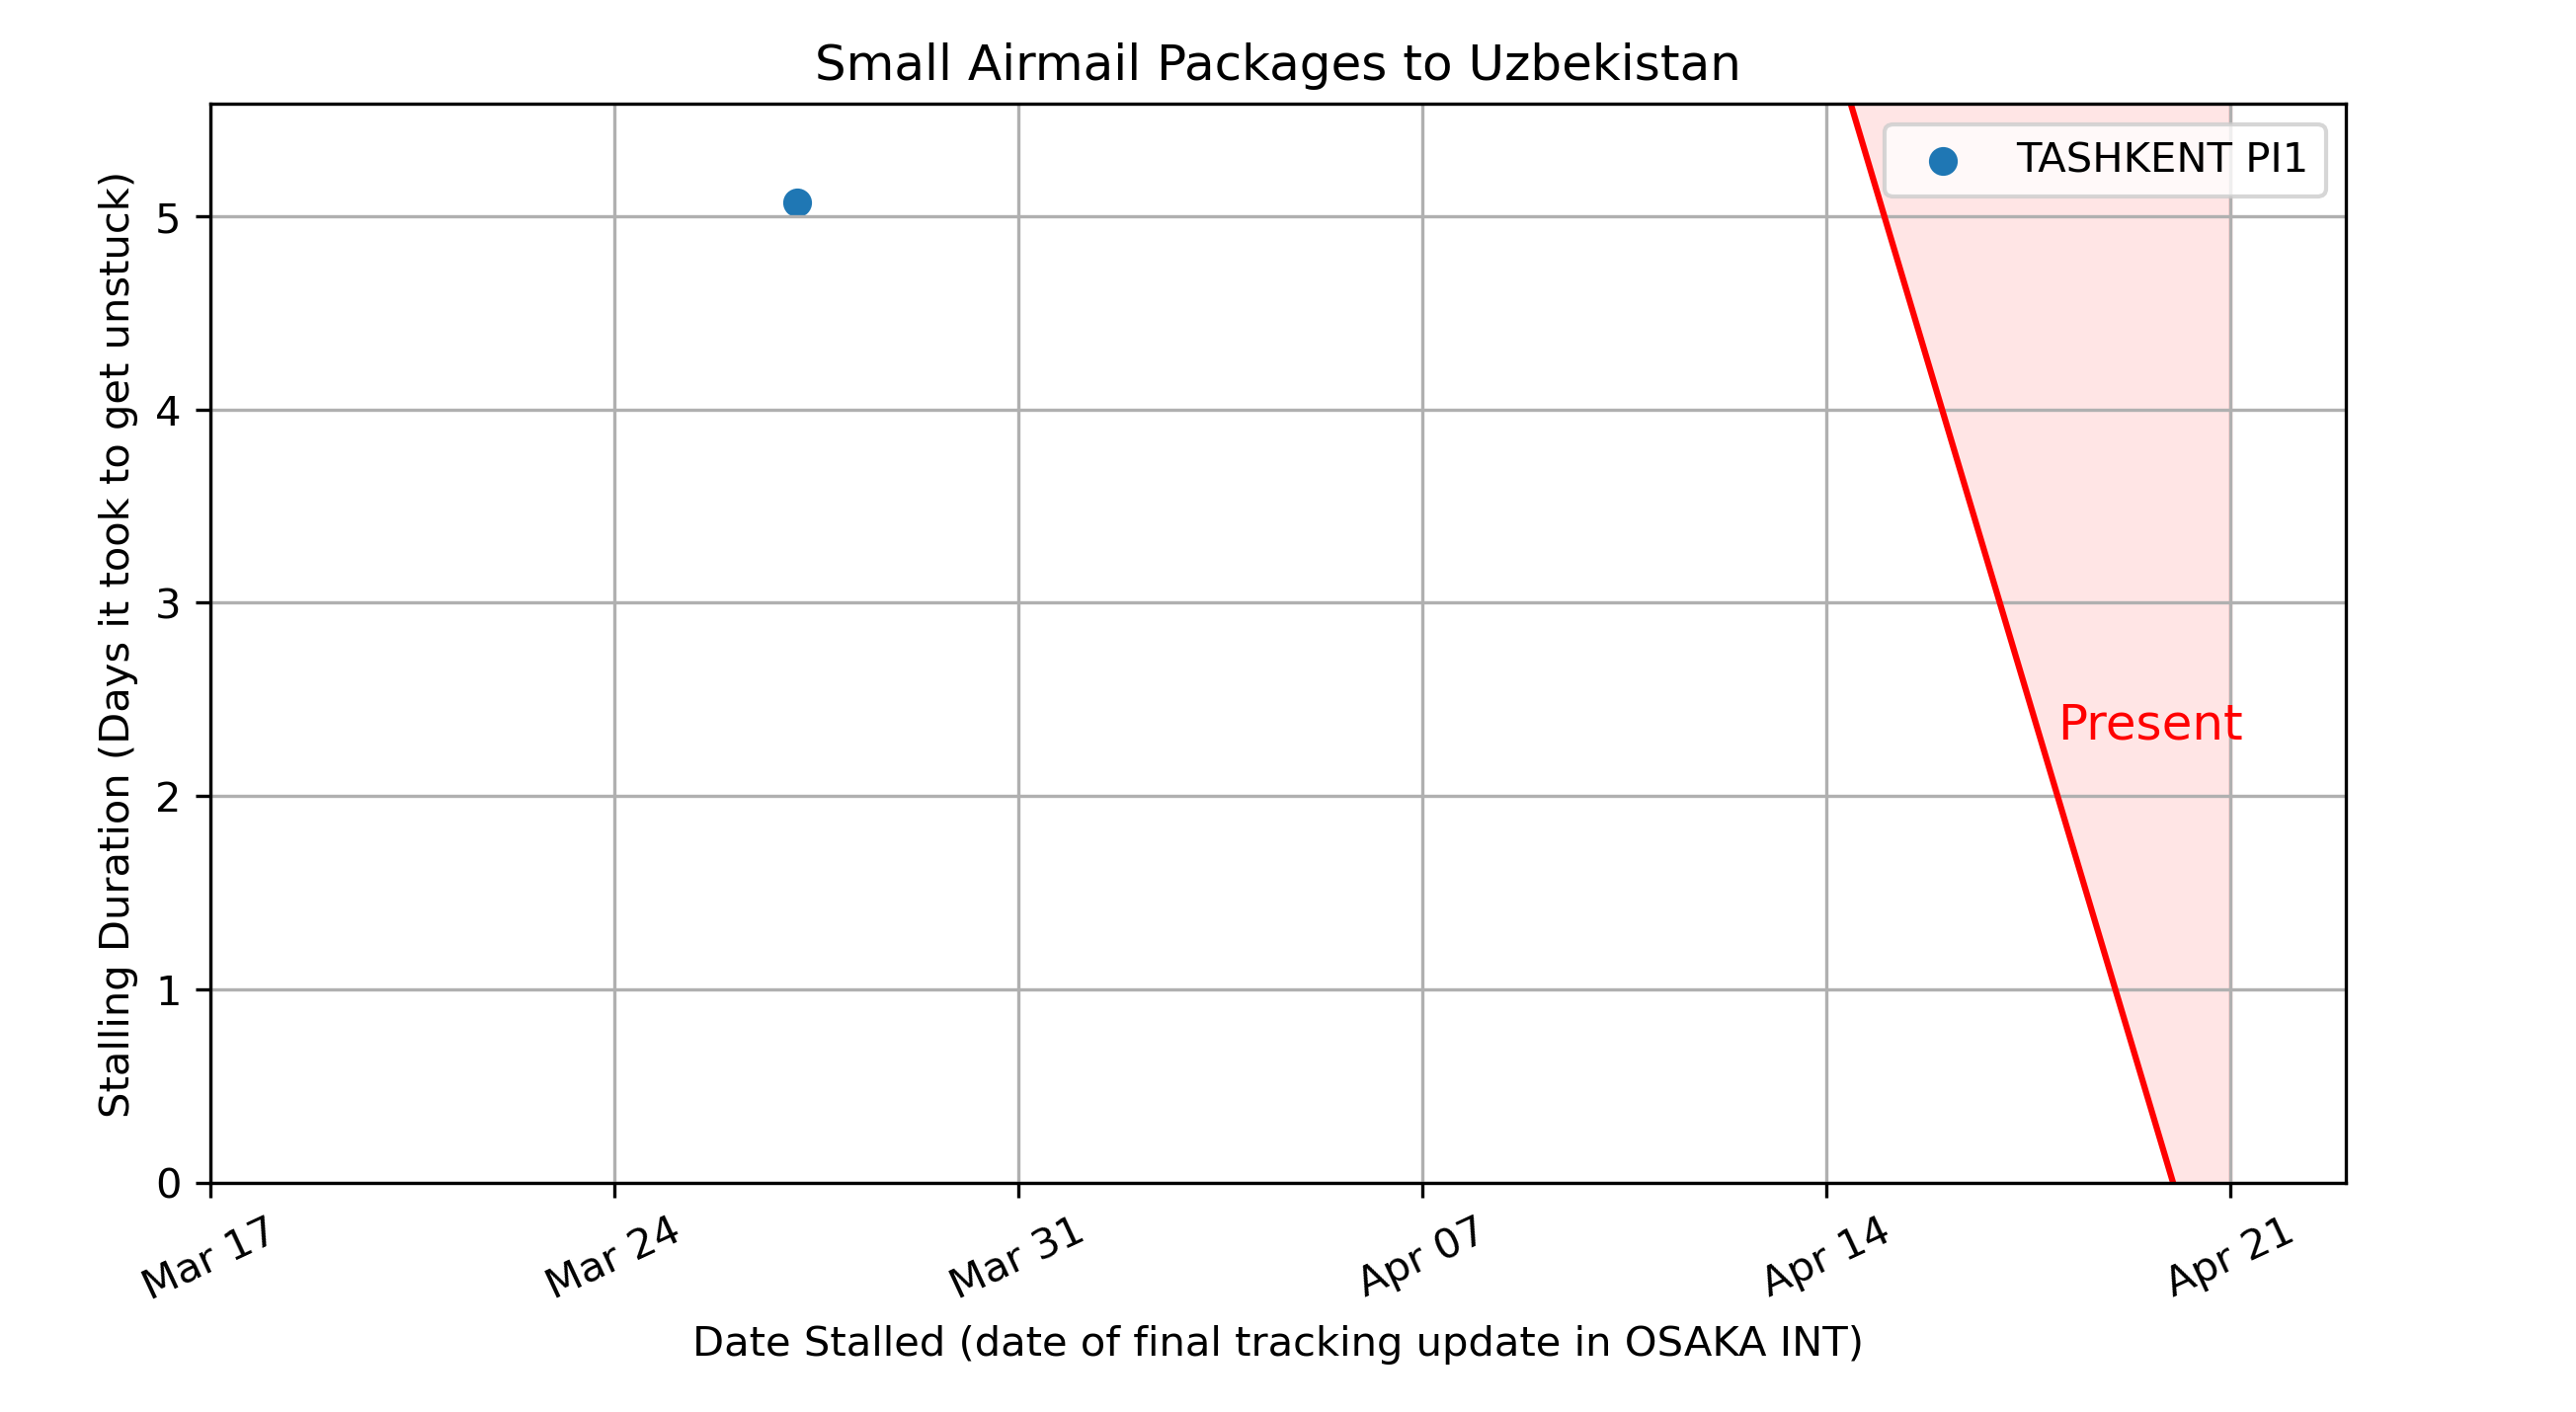 Small Airmail Packages to Uzbekistan
TASHKENT PI1
Stalling Duration (Days it took to get unstuck)
5
4
3
2
1
0
Present
Mar 17
Mar 24
Mar 31
Apr 07
Apr 14
Apr 21
Date Stalled (date of final tracking update in OSAKA INT)